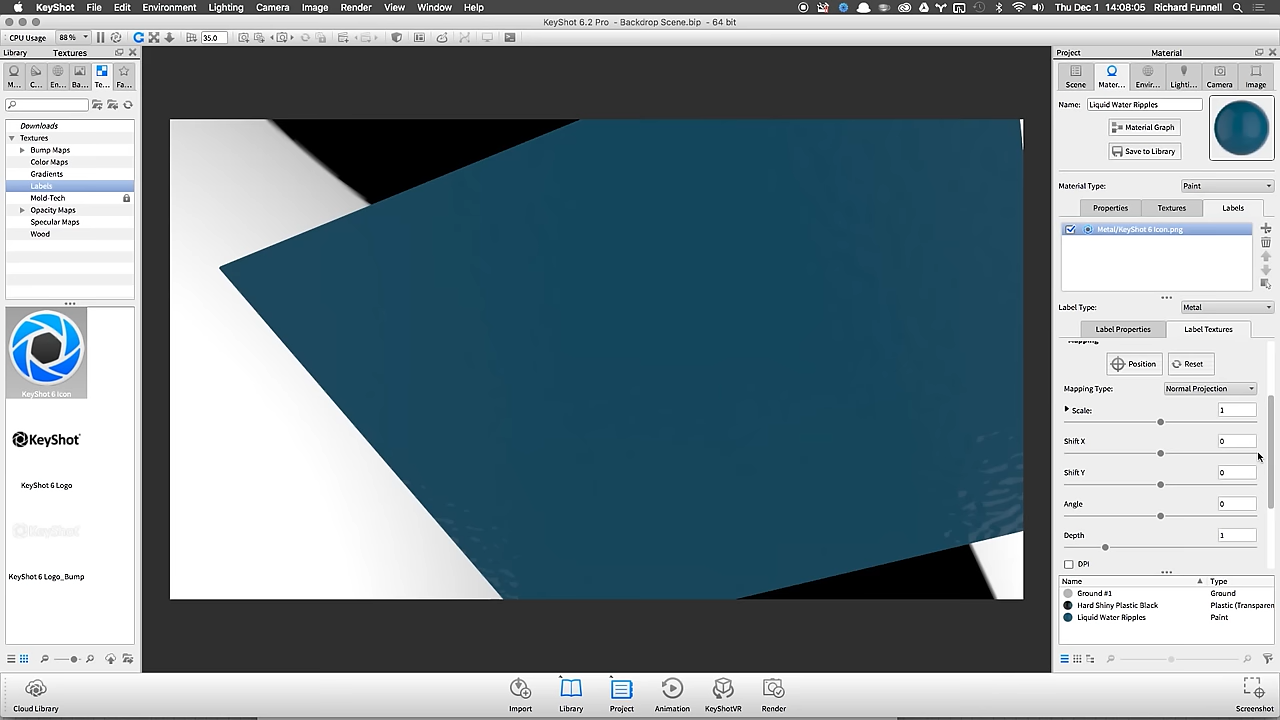 KeyShot File Edit Environment Lighting Camera Image Render View Window Help
Thu Dec 1 14:08:05 Richard Funnell
KeyShot 6.2 Pro - Backdrop Scene.bip - 64 bit
CPU Usage 88 % 35.0
Library Textures
M... C... En... Ba... Te... Fa...
Downloads
Textures
Bump Maps
Color Maps
Gradients
Labels
Mold-Tech
Opacity Maps
Specular Maps
Wood
KeyShot 6 Icon
KeyShot
KeyShot 6 Logo
KeyShot
KeyShot 6 Logo_Bump
Cloud Library
Import Library Project Animation KeyShotVR Render
Screenshot
Project Material
Scene Mater... Envir... Lighti... Camera Image
Name: Liquid Water Ripples
Material Graph
Save to Library
Material Type: Paint
Properties Textures Labels
Metal/KeyShot 6 Icon.png
Label Type: Metal
Label Properties Label Textures
Mapping
Position Reset
Mapping Type: Normal Projection
Scale: 1
Shift X 0
Shift Y 0
Angle 0
Depth 1
DPI
Name Type
Ground #1 Ground
Hard Shiny Plastic Black Plastic (Transparen
Liquid Water Ripples Paint